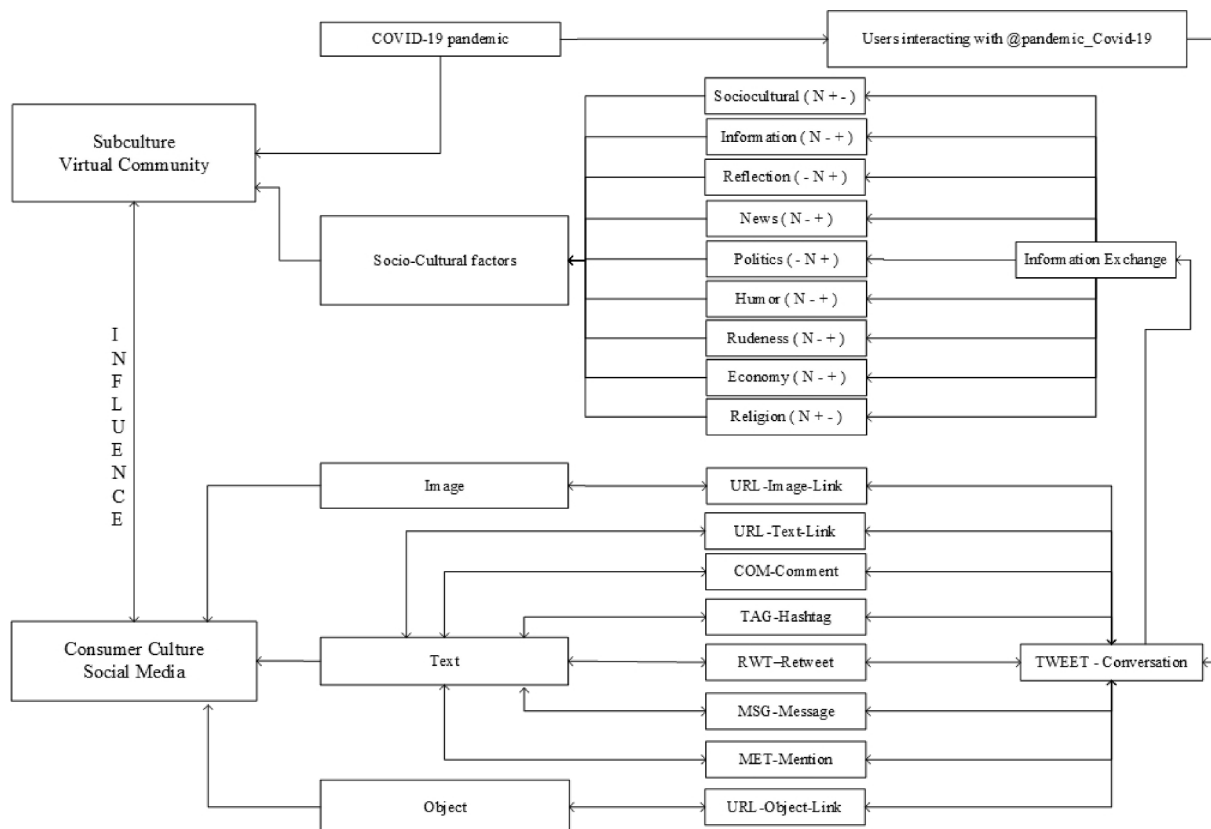 COVID-19 pandemic
Users interacting with @pandemic_Covid-19
Subculture
Virtual Community
Socio-Cultural factors
Sociocultural ( N + - )
Information ( N - + )
Reflection ( - N + )
News ( N - + )
Politics ( - N + )
Humor ( N - + )
Rudeness ( N - + )
Economy ( N - + )
Religion ( N + - )
Information Exchange
INFLUENCE
Image
URL-Image-Link
URL-Text-Link
COM-Comment
TAG-Hashtag
Consumer Culture
Social Media
Text
RWT–Retweet
TWEET - Conversation
MSG-Message
MET-Mention
Object
URL-Object-Link